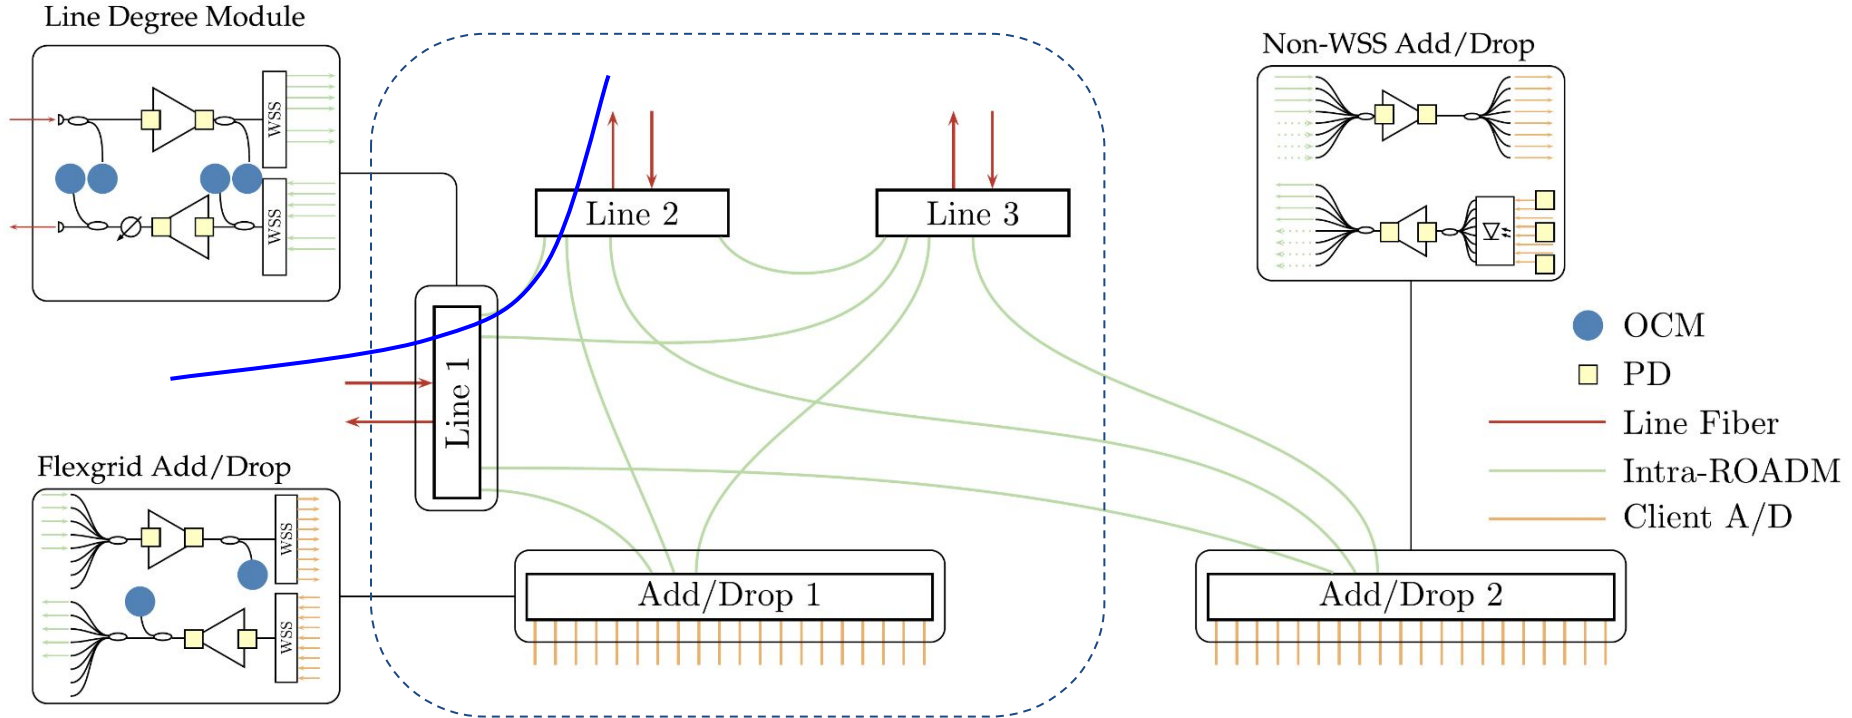 Line Degree Module
WSS
WSS
Line 2
Line 3
Non-WSS Add/Drop
Line 1
OCM
PD
Line Fiber
Intra-ROADM
Client A/D
Flexgrid Add/Drop
WSS
WSS
Add/Drop 1
Add/Drop 2